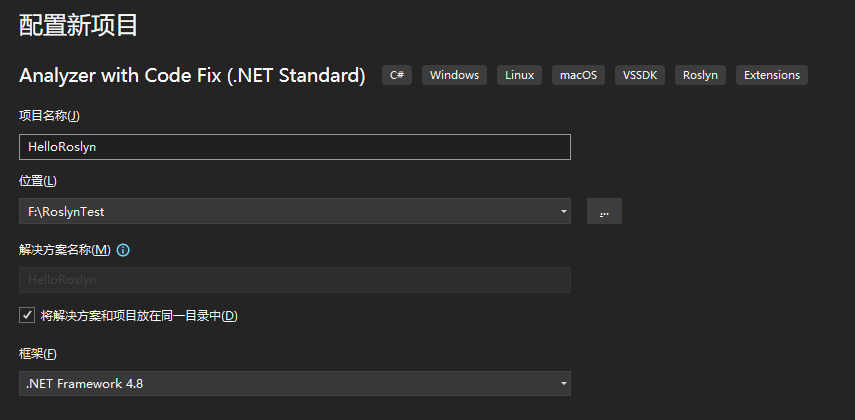 配置新项目
Analyzer with Code Fix (.NET Standard) C# Windows Linux macOS VSSDK Roslyn Extensions
项目名称(J)
HelloRoslyn
位置(L)
F:\RoslynTest ...
解决方案名称(M)
HelloRoslyn
将解决方案和项目放在同一目录中(D)
框架(F)
.NET Framework 4.8